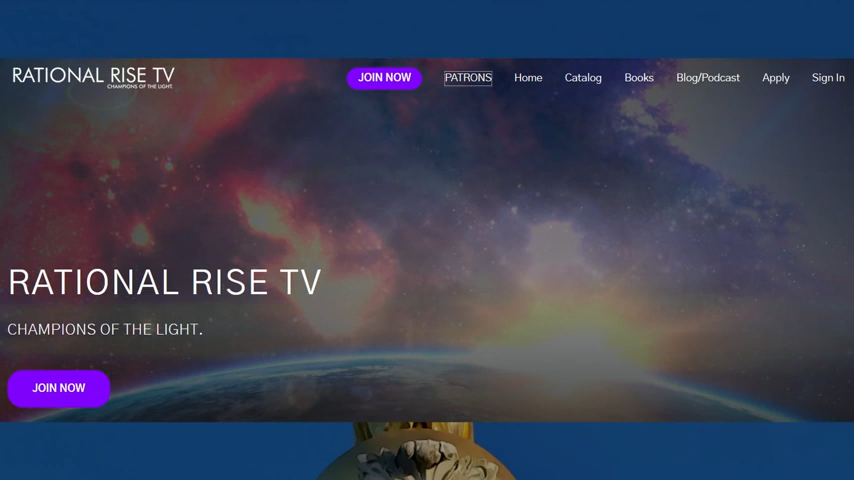 RATIONAL RISE TV
CHAMPIONS OF THE LIGHT.
JOIN NOW
PATRONS
Home
Catalog
Books
Blog/Podcast
Apply
Sign In
RATIONAL RISE TV
CHAMPIONS OF THE LIGHT.
JOIN NOW